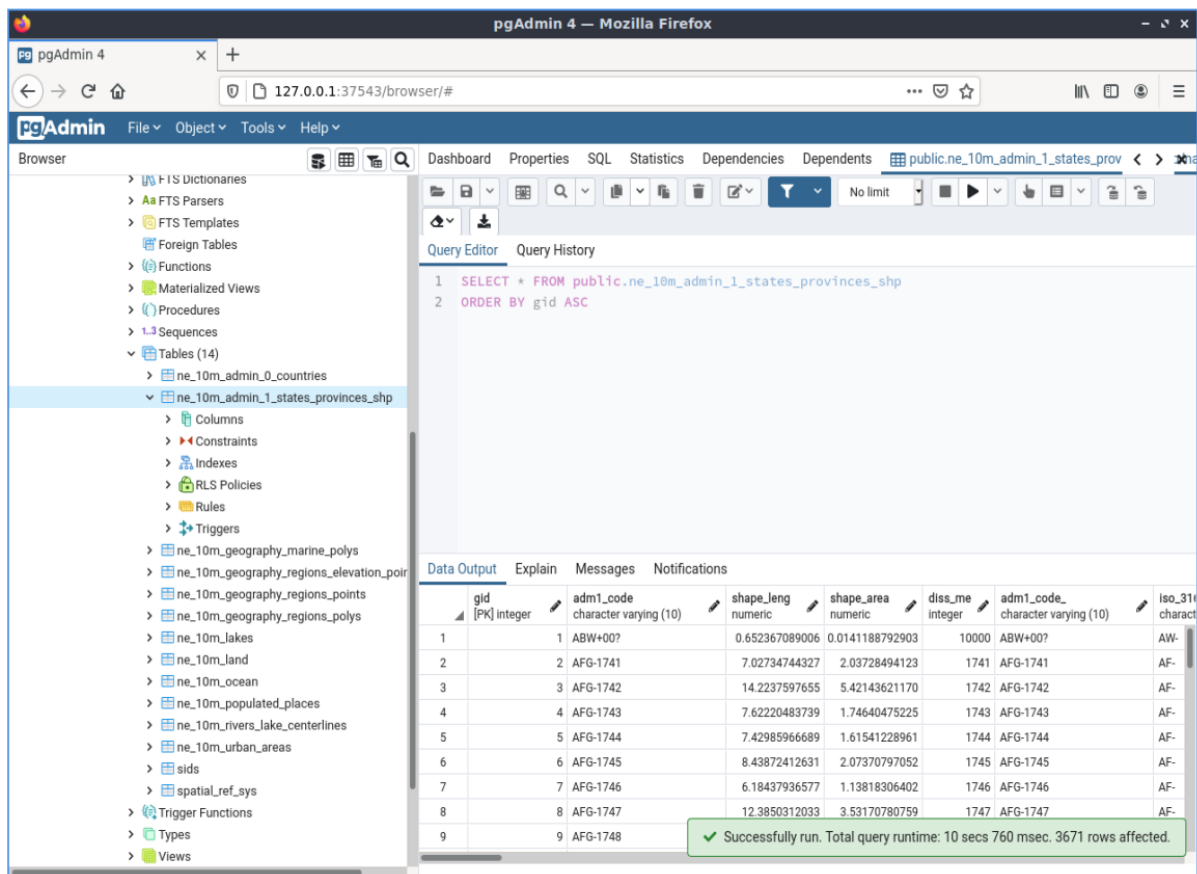 pgAdmin 4 — Mozilla Firefox
pgAdmin 4
127.0.0.1:37543/browser/#
pgAdmin File Object Tools Help
Browser
FTS Dictionaries
Aa FTS Parsers
FTS Templates
Foreign Tables
Functions
Materialized Views
Procedures
1..3 Sequences
Tables (14)
ne_10m_admin_0_countries
ne_10m_admin_1_states_provinces_shp
Columns
Constraints
Indexes
RLS Policies
Rules
Triggers
ne_10m_geography_marine_polys
ne_10m_geography_regions_elevation_poir
ne_10m_geography_regions_points
ne_10m_geography_regions_polys
ne_10m_lakes
ne_10m_land
ne_10m_ocean
ne_10m_populated_places
ne_10m_rivers_lake_centerlines
ne_10m_urban_areas
sids
spatial_ref_sys
Trigger Functions
Types
Views
Dashboard Properties SQL Statistics Dependencies Dependents public.ne_10m_admin_1_states_prov
No limit
Query Editor Query History
1 SELECT * FROM public.ne_10m_admin_1_states_provinces_shp
2 ORDER BY gid ASC
Data Output Explain Messages Notifications
gid adm1_code shape_leng shape_area diss_me adm1_code_ iso_316
[PK] integer character varying (10) numeric numeric integer character varying (10) charact
1 1 ABW+00? 0.652367089006 0.0141188792903 10000 ABW+00? AW-
2 2 AFG-1741 7.02734744327 2.03728494123 1741 AFG-1741 AF-
3 3 AFG-1742 14.2237597655 5.42143621170 1742 AFG-1742 AF-
4 4 AFG-1743 7.62220483739 1.74640475225 1743 AFG-1743 AF-
5 5 AFG-1744 7.42985966689 1.61541228961 1744 AFG-1744 AF-
6 6 AFG-1745 8.43872412631 2.07370797052 1745 AFG-1745 AF-
7 7 AFG-1746 6.18437936577 1.13818306402 1746 AFG-1746 AF-
8 8 AFG-1747 12.3850312033 3.53170780759 1747 AFG-1747 AF-
9 9 AFG-1748
Successfully run. Total query runtime: 10 secs 760 msec. 3671 rows affected.